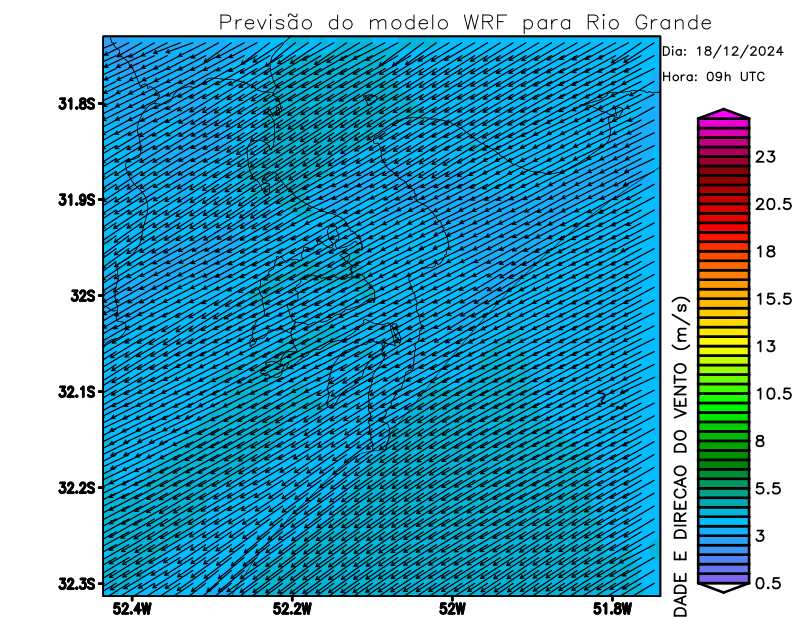 Previsão do modelo WRF para Rio Grande
Dia: 18/12/2024
Hora: 09h UTC
31.8S
31.9S
32S
32.1S
32.2S
32.3S
52.4W
52.2W
52W
51.8W
23
20.5
18
15.5
13
10.5
8
5.5
3
0.5
DADE E DIRECAO DO VENTO (m/s)